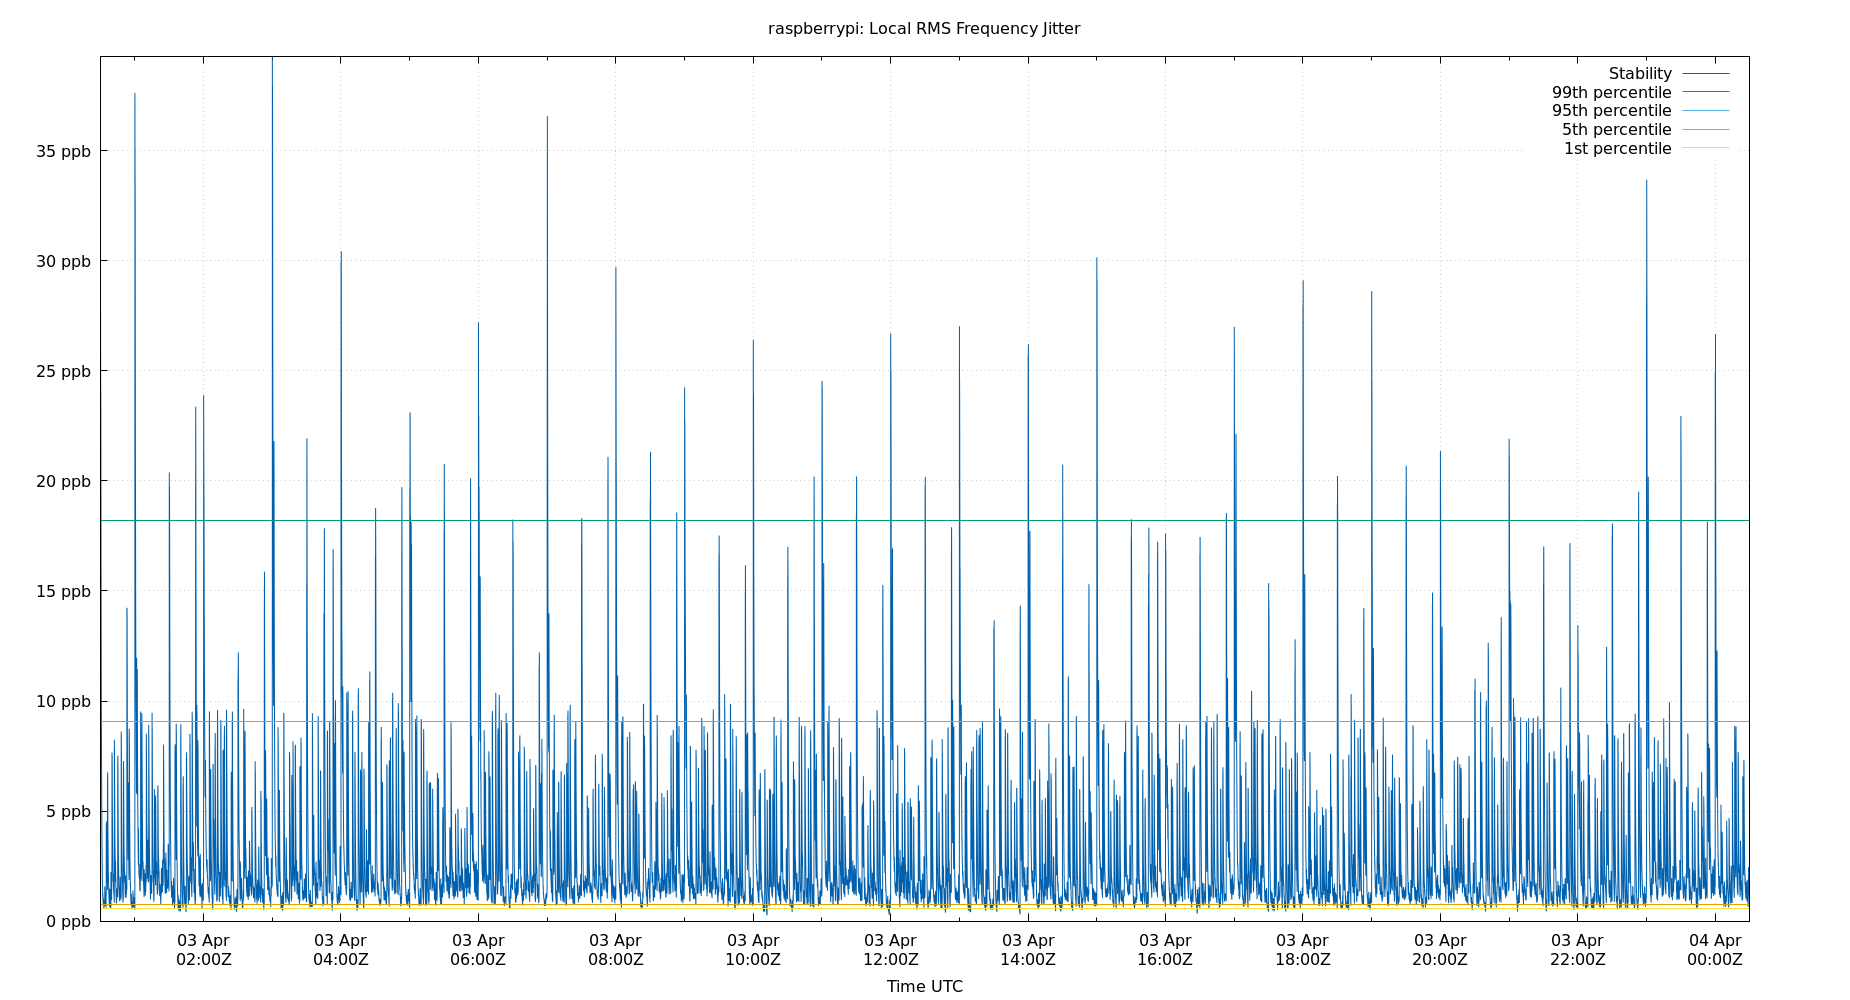 raspberrypi: Local RMS Frequency Jitter
Stability
99th percentile
95th percentile
5th percentile
1st percentile
35 ppb
30 ppb
25 ppb
20 ppb
15 ppb
10 ppb
5 ppb
0 ppb
03 Apr 03 Apr 03 Apr 03 Apr 03 Apr 03 Apr 03 Apr 03 Apr 03 Apr 03 Apr 03 Apr 04 Apr
02:00Z 04:00Z 06:00Z 08:00Z 10:00Z 12:00Z 14:00Z 16:00Z 18:00Z 20:00Z 22:00Z 00:00Z
Time UTC